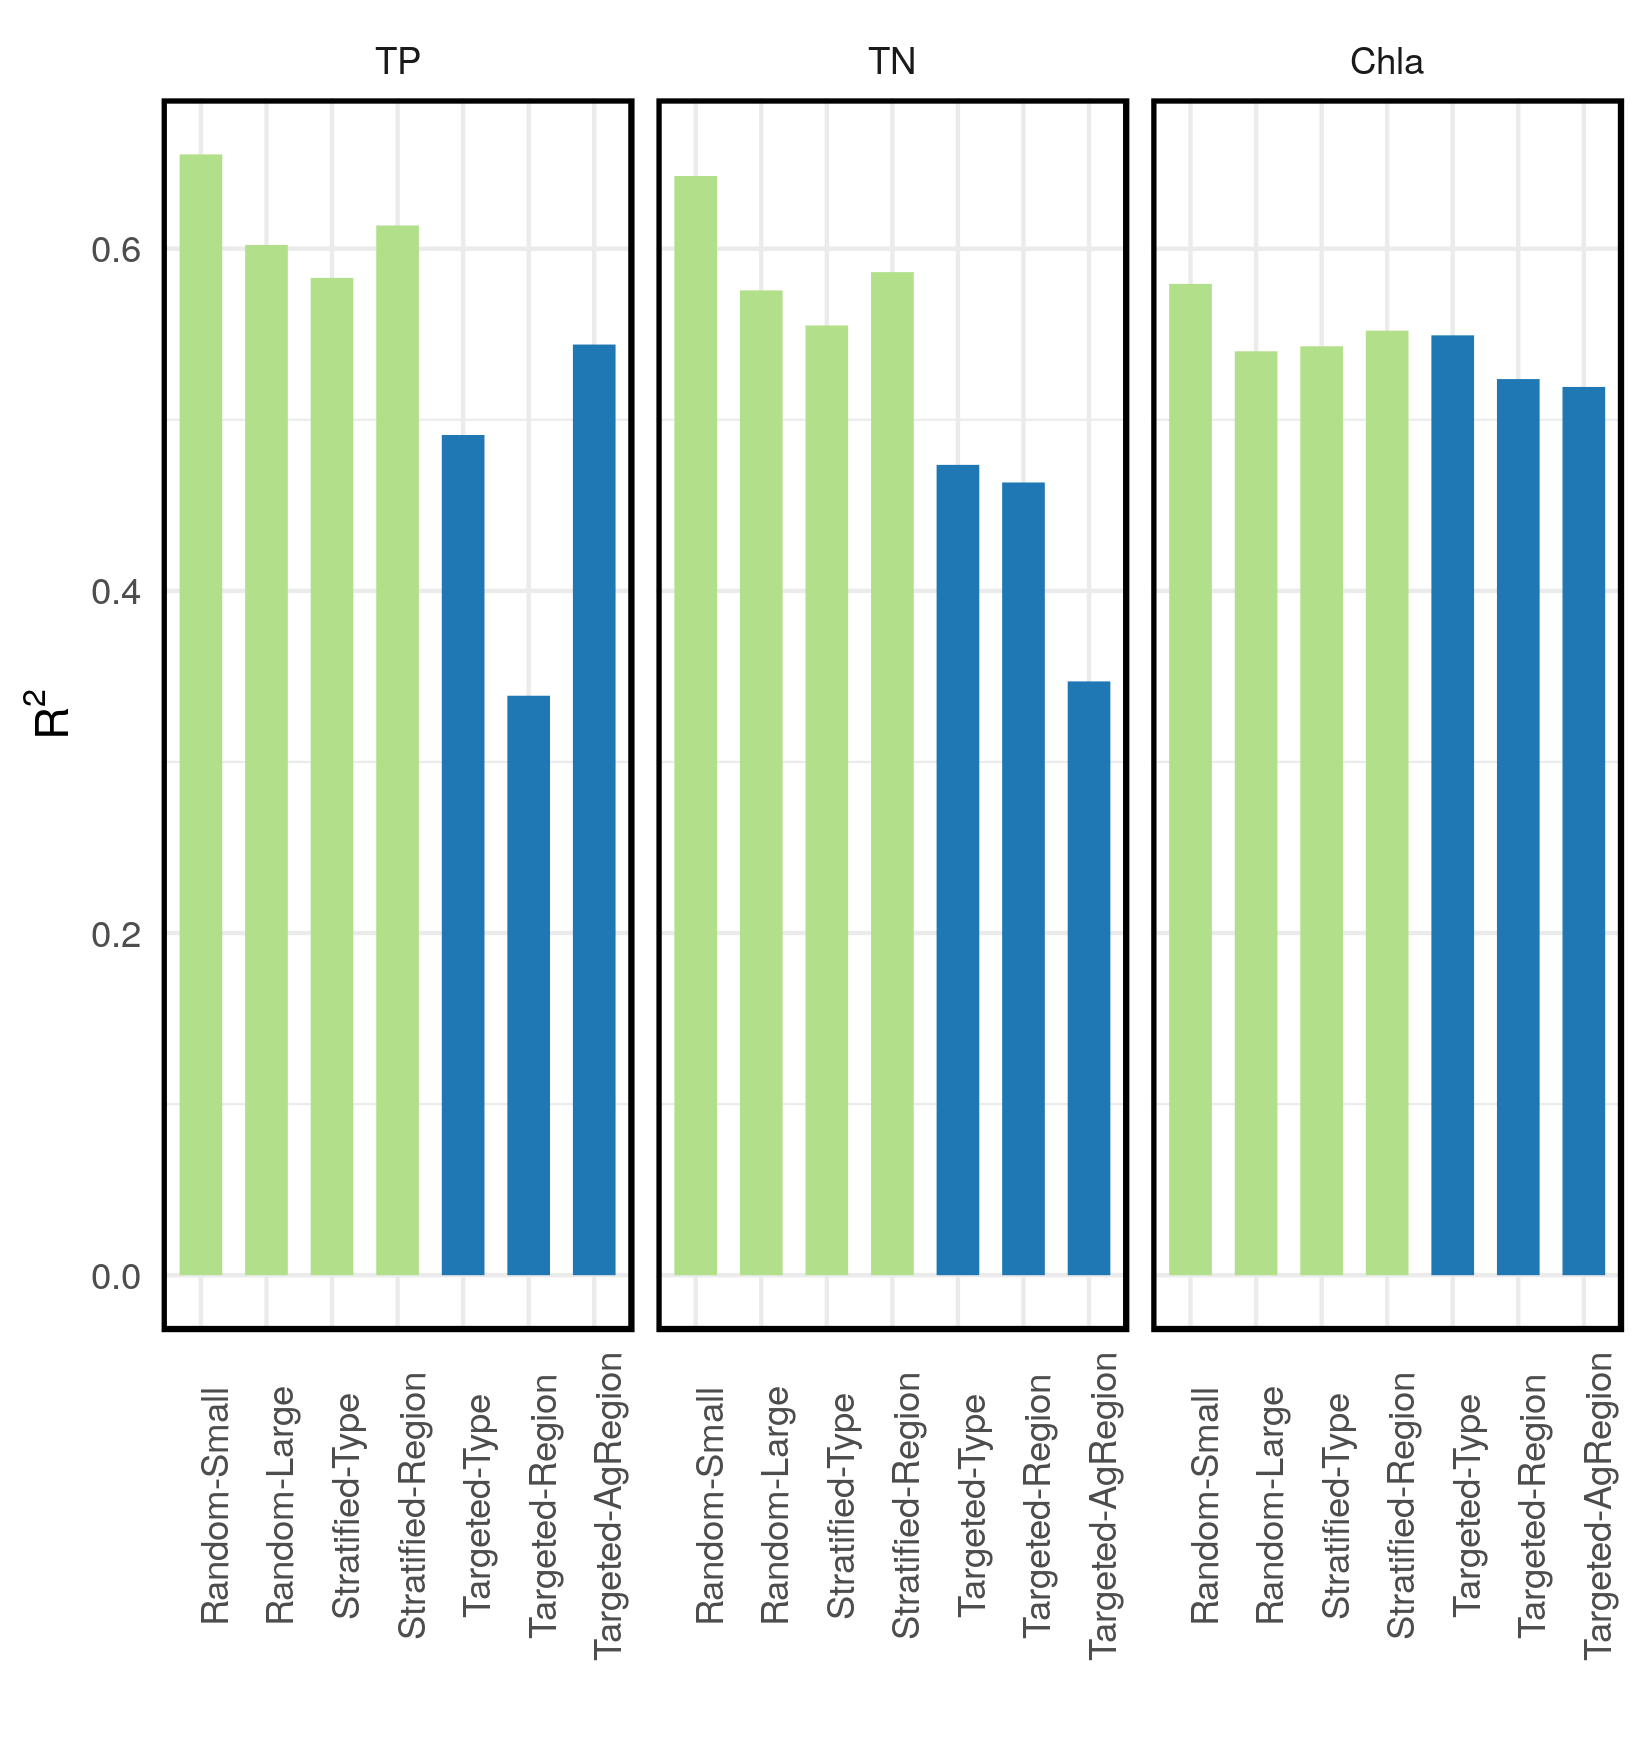 TP
TN
Chla
R²
0.6
0.4
0.2
0.0
Random-Small
Random-Large
Stratified-Type
Stratified-Region
Targeted-Type
Targeted-Region
Targeted-AgRegion
Random-Small
Random-Large
Stratified-Type
Stratified-Region
Targeted-Type
Targeted-Region
Targeted-AgRegion
Random-Small
Random-Large
Stratified-Type
Stratified-Region
Targeted-Type
Targeted-Region
Targeted-AgRegion